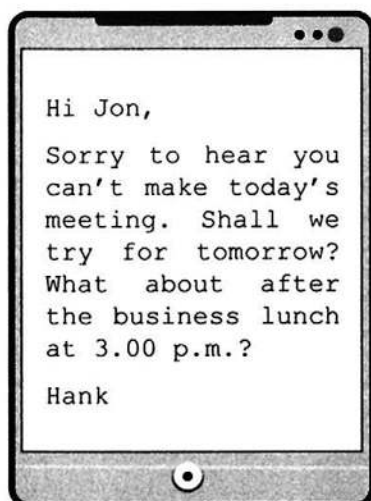 Hi Jon,
Sorry to hear you
can't make today's
meeting. Shall we
try for tomorrow?
What about after
the business lunch
at 3.00 p.m.?
Hank